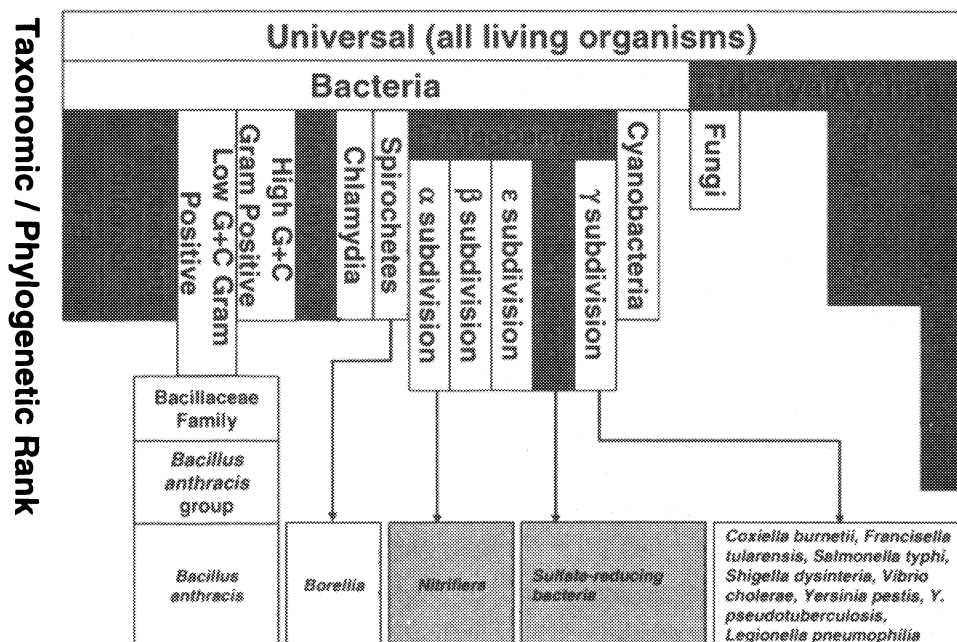 Taxonomic / Phylogenetic Rank
Universal (all living organisms)
Bacteria
Low G+C Gram
Positive
High G+C
Gram Positive
Chlamydia
Spirochetes
α subdivision
β subdivision
ε subdivision
γ subdivision
Cyanobacteria
Fungi
Bacillaceae
Family
Bacillus
anthracis
group
Bacillus
anthracis
Borellia
Nitrifiers
Sulfate-reducing
bacteria
Coxiella burnetii, Francisella
tularensis, Salmonella typhi,
Shigella dysinteria, Vibrio
cholerae, Yersinia pestis, Y.
pseudotuberculosis,
Legionella pneumophilia